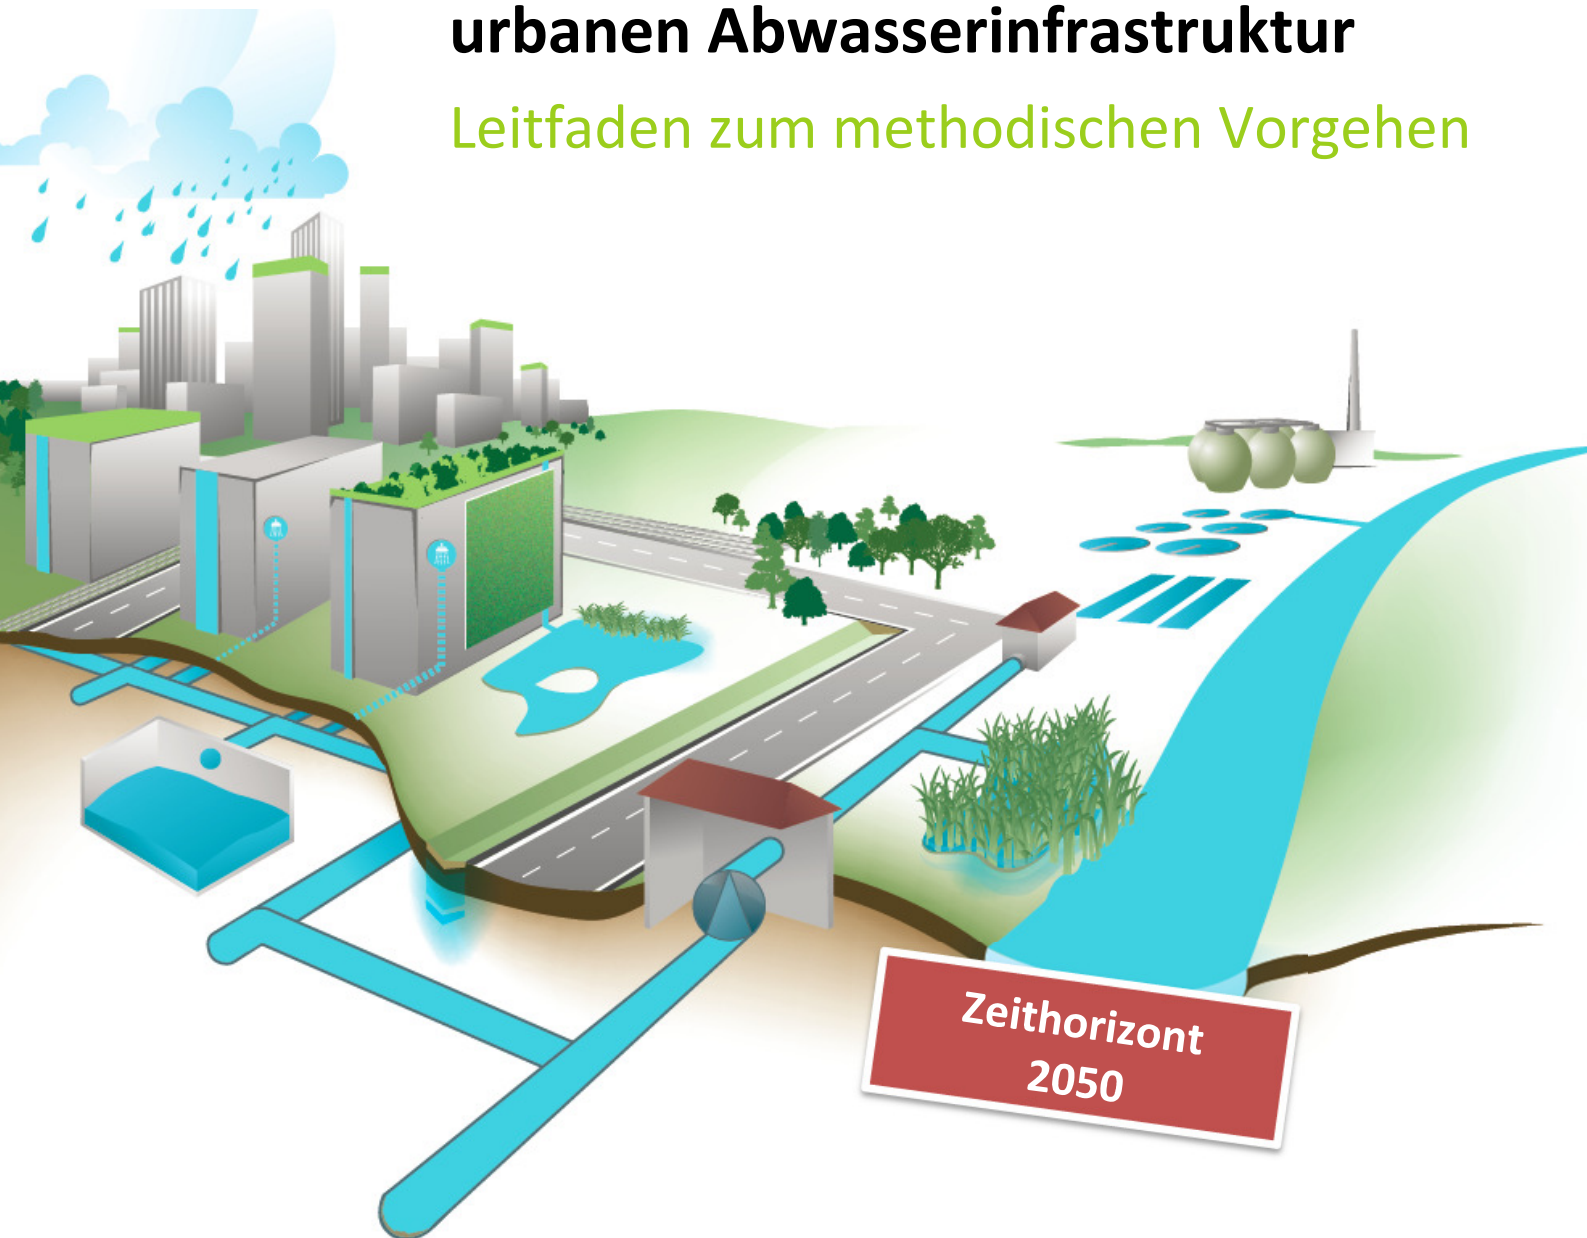 urbanen Abwasserinfrastruktur
Leitfaden zum methodischen Vorgehen
Zeithorizont
2050